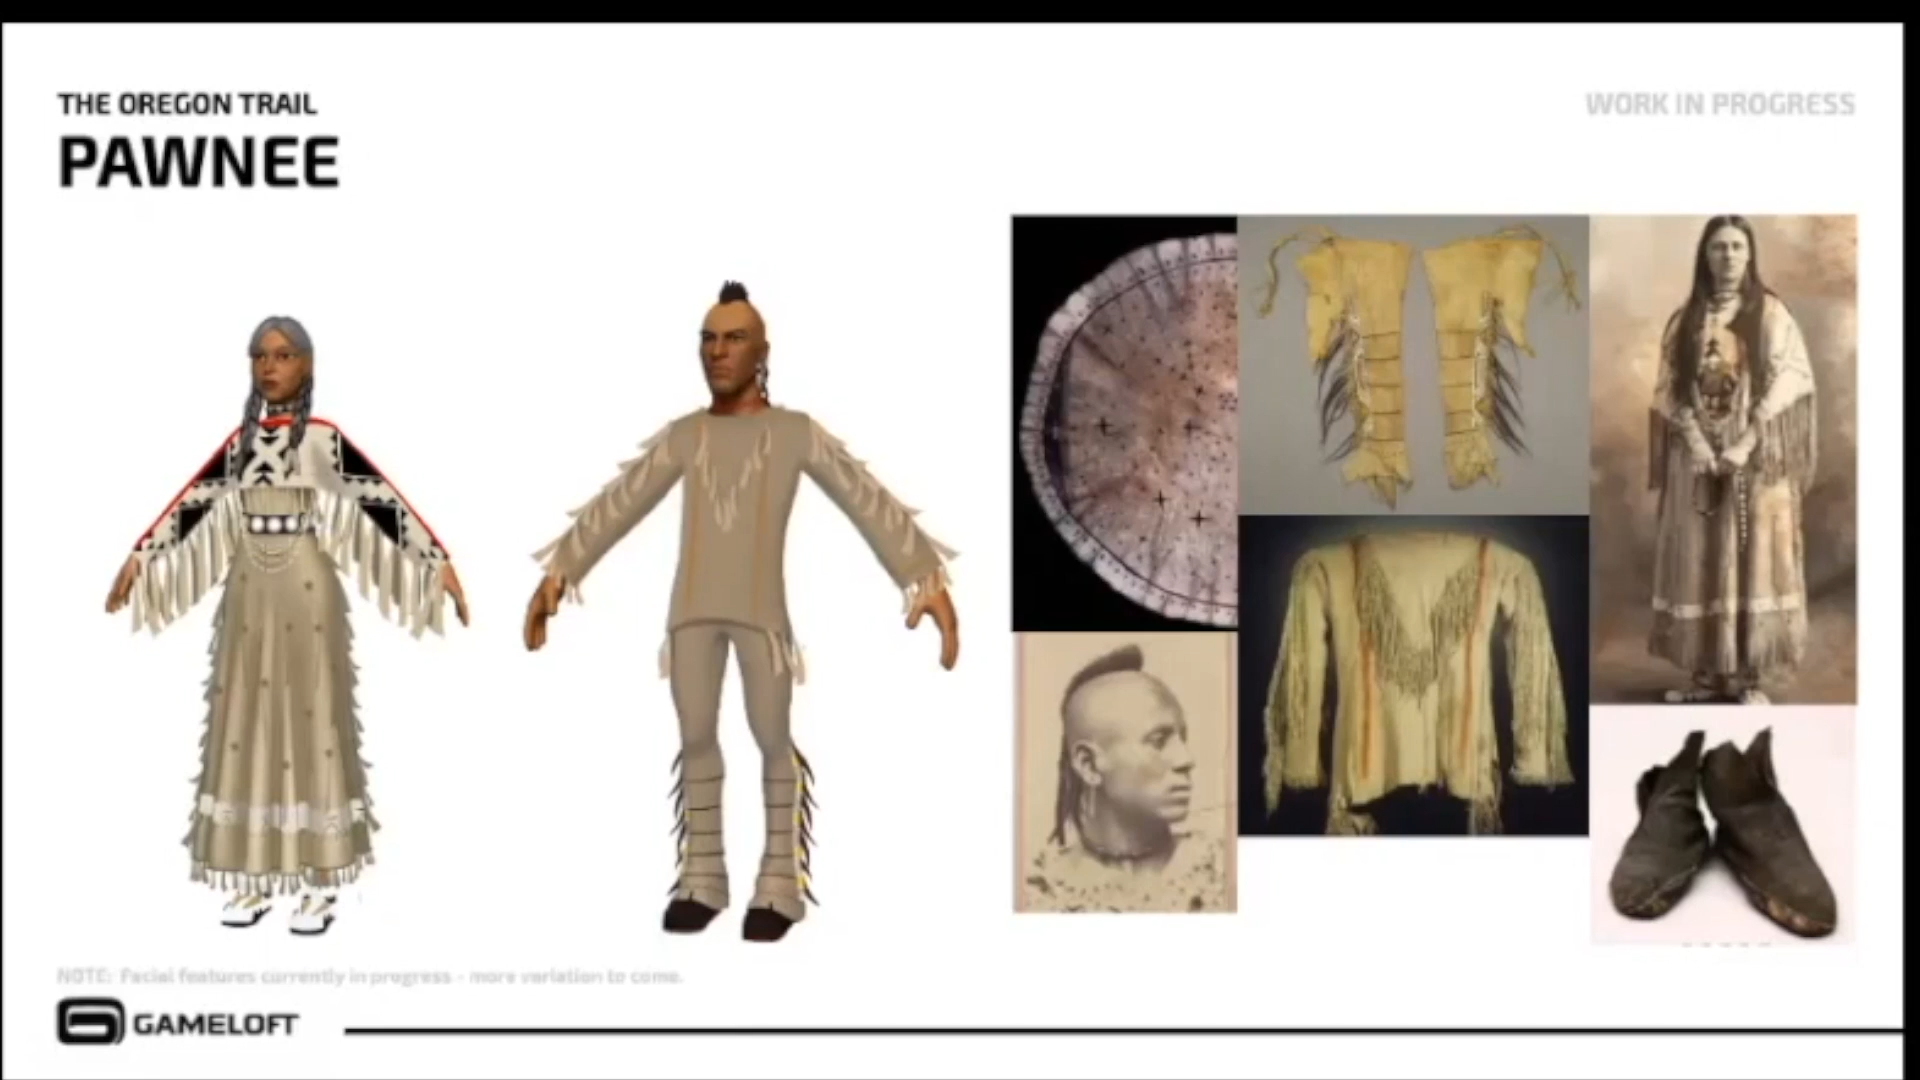 THE OREGON TRAIL
PAWNEE
WORK IN PROGRESS
NOTE: Facial features currently in progress - more variation to come.
GAMELOFT